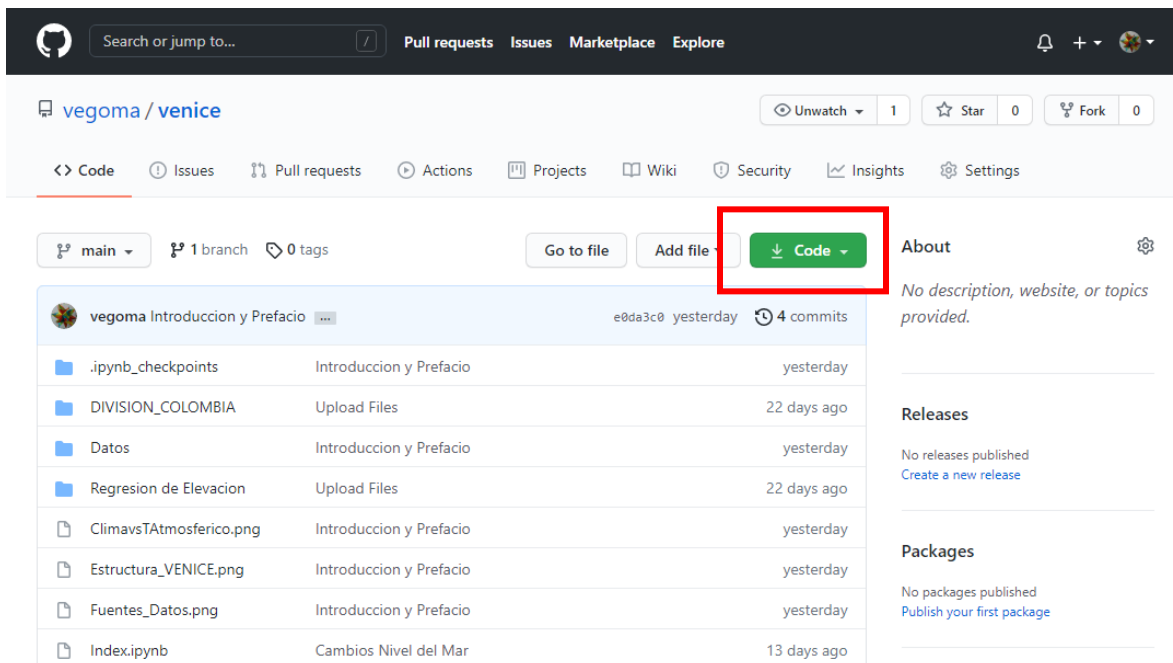 Search or jump to... / Pull requests Issues Marketplace Explore
vegoma / venice Unwatch 1 Star 0 Fork 0
<> Code Issues Pull requests Actions Projects Wiki Security Insights Settings
main 1 branch 0 tags Go to file Add file Code About
No description, website, or topics
provided.
vegoma Introduccion y Prefacio ... e0da3c0 yesterday 4 commits
.ipynb_checkpoints Introduccion y Prefacio yesterday
DIVISION_COLOMBIA Upload Files 22 days ago
Releases
Datos Introduccion y Prefacio yesterday
No releases published
Create a new release
Regresion de Elevacion Upload Files 22 days ago
ClimavsTAtmosferico.png Introduccion y Prefacio yesterday
Packages
Estructura_VENICE.png Introduccion y Prefacio yesterday
No packages published
Publish your first package
Fuentes_Datos.png Introduccion y Prefacio yesterday
Index.ipynb Cambios Nivel del Mar 13 days ago